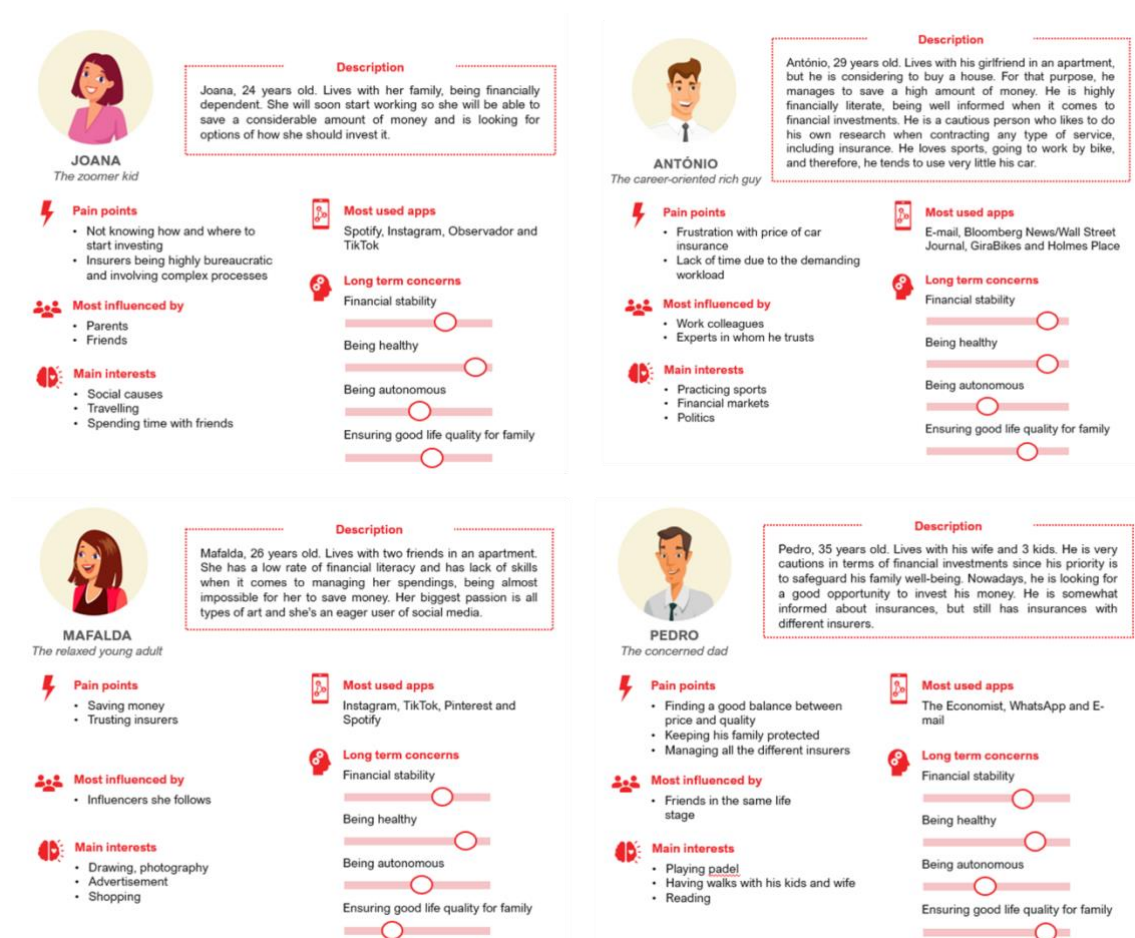 Description
Joana, 24 years old. Lives with her family, being financially
dependent. She will soon start working so she will be able to
save a considerable amount of money and is looking for
options of how she should invest it.
JOANA
The zoomer kid
Pain points
• Not knowing how and where to
start investing
• Insurers being highly bureaucratic
and involving complex processes
Most influenced by
• Parents
• Friends
Main interests
• Social causes
• Travelling
• Spending time with friends
Most used apps
Spotify, Instagram, Observador and
TikTok
Long term concerns
Financial stability
Being healthy
Being autonomous
Ensuring good life quality for family
Description
António, 29 years old. Lives with his girlfriend in an apartment,
but he is considering to buy a house. For that purpose, he
manages to save a high amount of money. He is highly
financially literate, being well informed when it comes to
financial investments. He is a cautious person who likes to do
his own research when contracting any type of service,
including insurance. He loves sports, going to work by bike,
and therefore, he tends to use very little his car.
ANTÓNIO
The career-oriented rich guy
Pain points
• Frustration with price of car
insurance
• Lack of time due to the demanding
workload
Most influenced by
• Work colleagues
• Experts in whom he trusts
Main interests
• Practicing sports
• Financial markets
• Politics
Most used apps
E-mail, Bloomberg News/Wall Street
Journal, GiraBikes and Holmes Place
Long term concerns
Financial stability
Being healthy
Being autonomous
Ensuring good life quality for family
Description
Mafalda, 26 years old. Lives with two friends in an apartment.
She has a low rate of financial literacy and has lack of skills
when it comes to managing her spendings, being almost
impossible for her to save money. Her biggest passion is all
types of art and she's an eager user of social media.
MAFALDA
The relaxed young adult
Pain points
• Saving money
• Trusting insurers
Most influenced by
• Influencers she follows
Main interests
• Drawing, photography
• Advertisement
• Shopping
Most used apps
Instagram, TikTok, Pinterest and
Spotify
Long term concerns
Financial stability
Being healthy
Being autonomous
Ensuring good life quality for family
Description
Pedro, 35 years old. Lives with his wife and 3 kids. He is very
cautions in terms of financial investments since his priority is
to safeguard his family well-being. Nowadays, he is looking for
a good opportunity to invest his money. He is somewhat
informed about insurances, but still has insurances with
different insurers.
PEDRO
The concerned dad
Pain points
• Finding a good balance between
price and quality
• Keeping his family protected
• Managing all the different insurers
Most influenced by
• Friends in the same life
stage
Main interests
• Playing padel
• Having walks with his kids and wife
• Reading
Most used apps
The Economist, WhatsApp and E-
mail
Long term concerns
Financial stability
Being healthy
Being autonomous
Ensuring good life quality for family